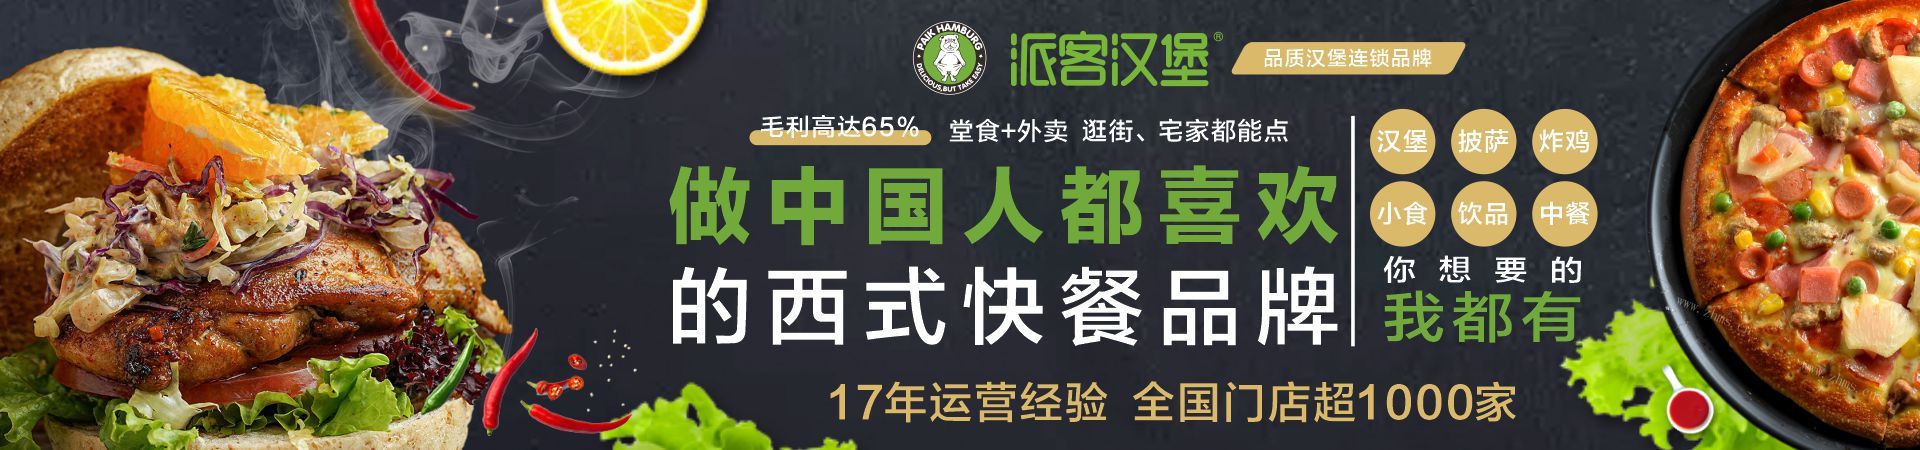 PAIK HAMBURG
DELICIOUS,BUT TAKE EASY
派客汉堡®
品质汉堡连锁品牌
毛利高达65% 堂食+外卖 逛街、宅家都能点
做中国人都喜欢
的西式快餐品牌
汉堡 披萨 炸鸡
小食 饮品 中餐
你想要的
我都有
17年运营经验 全国门店超1000家